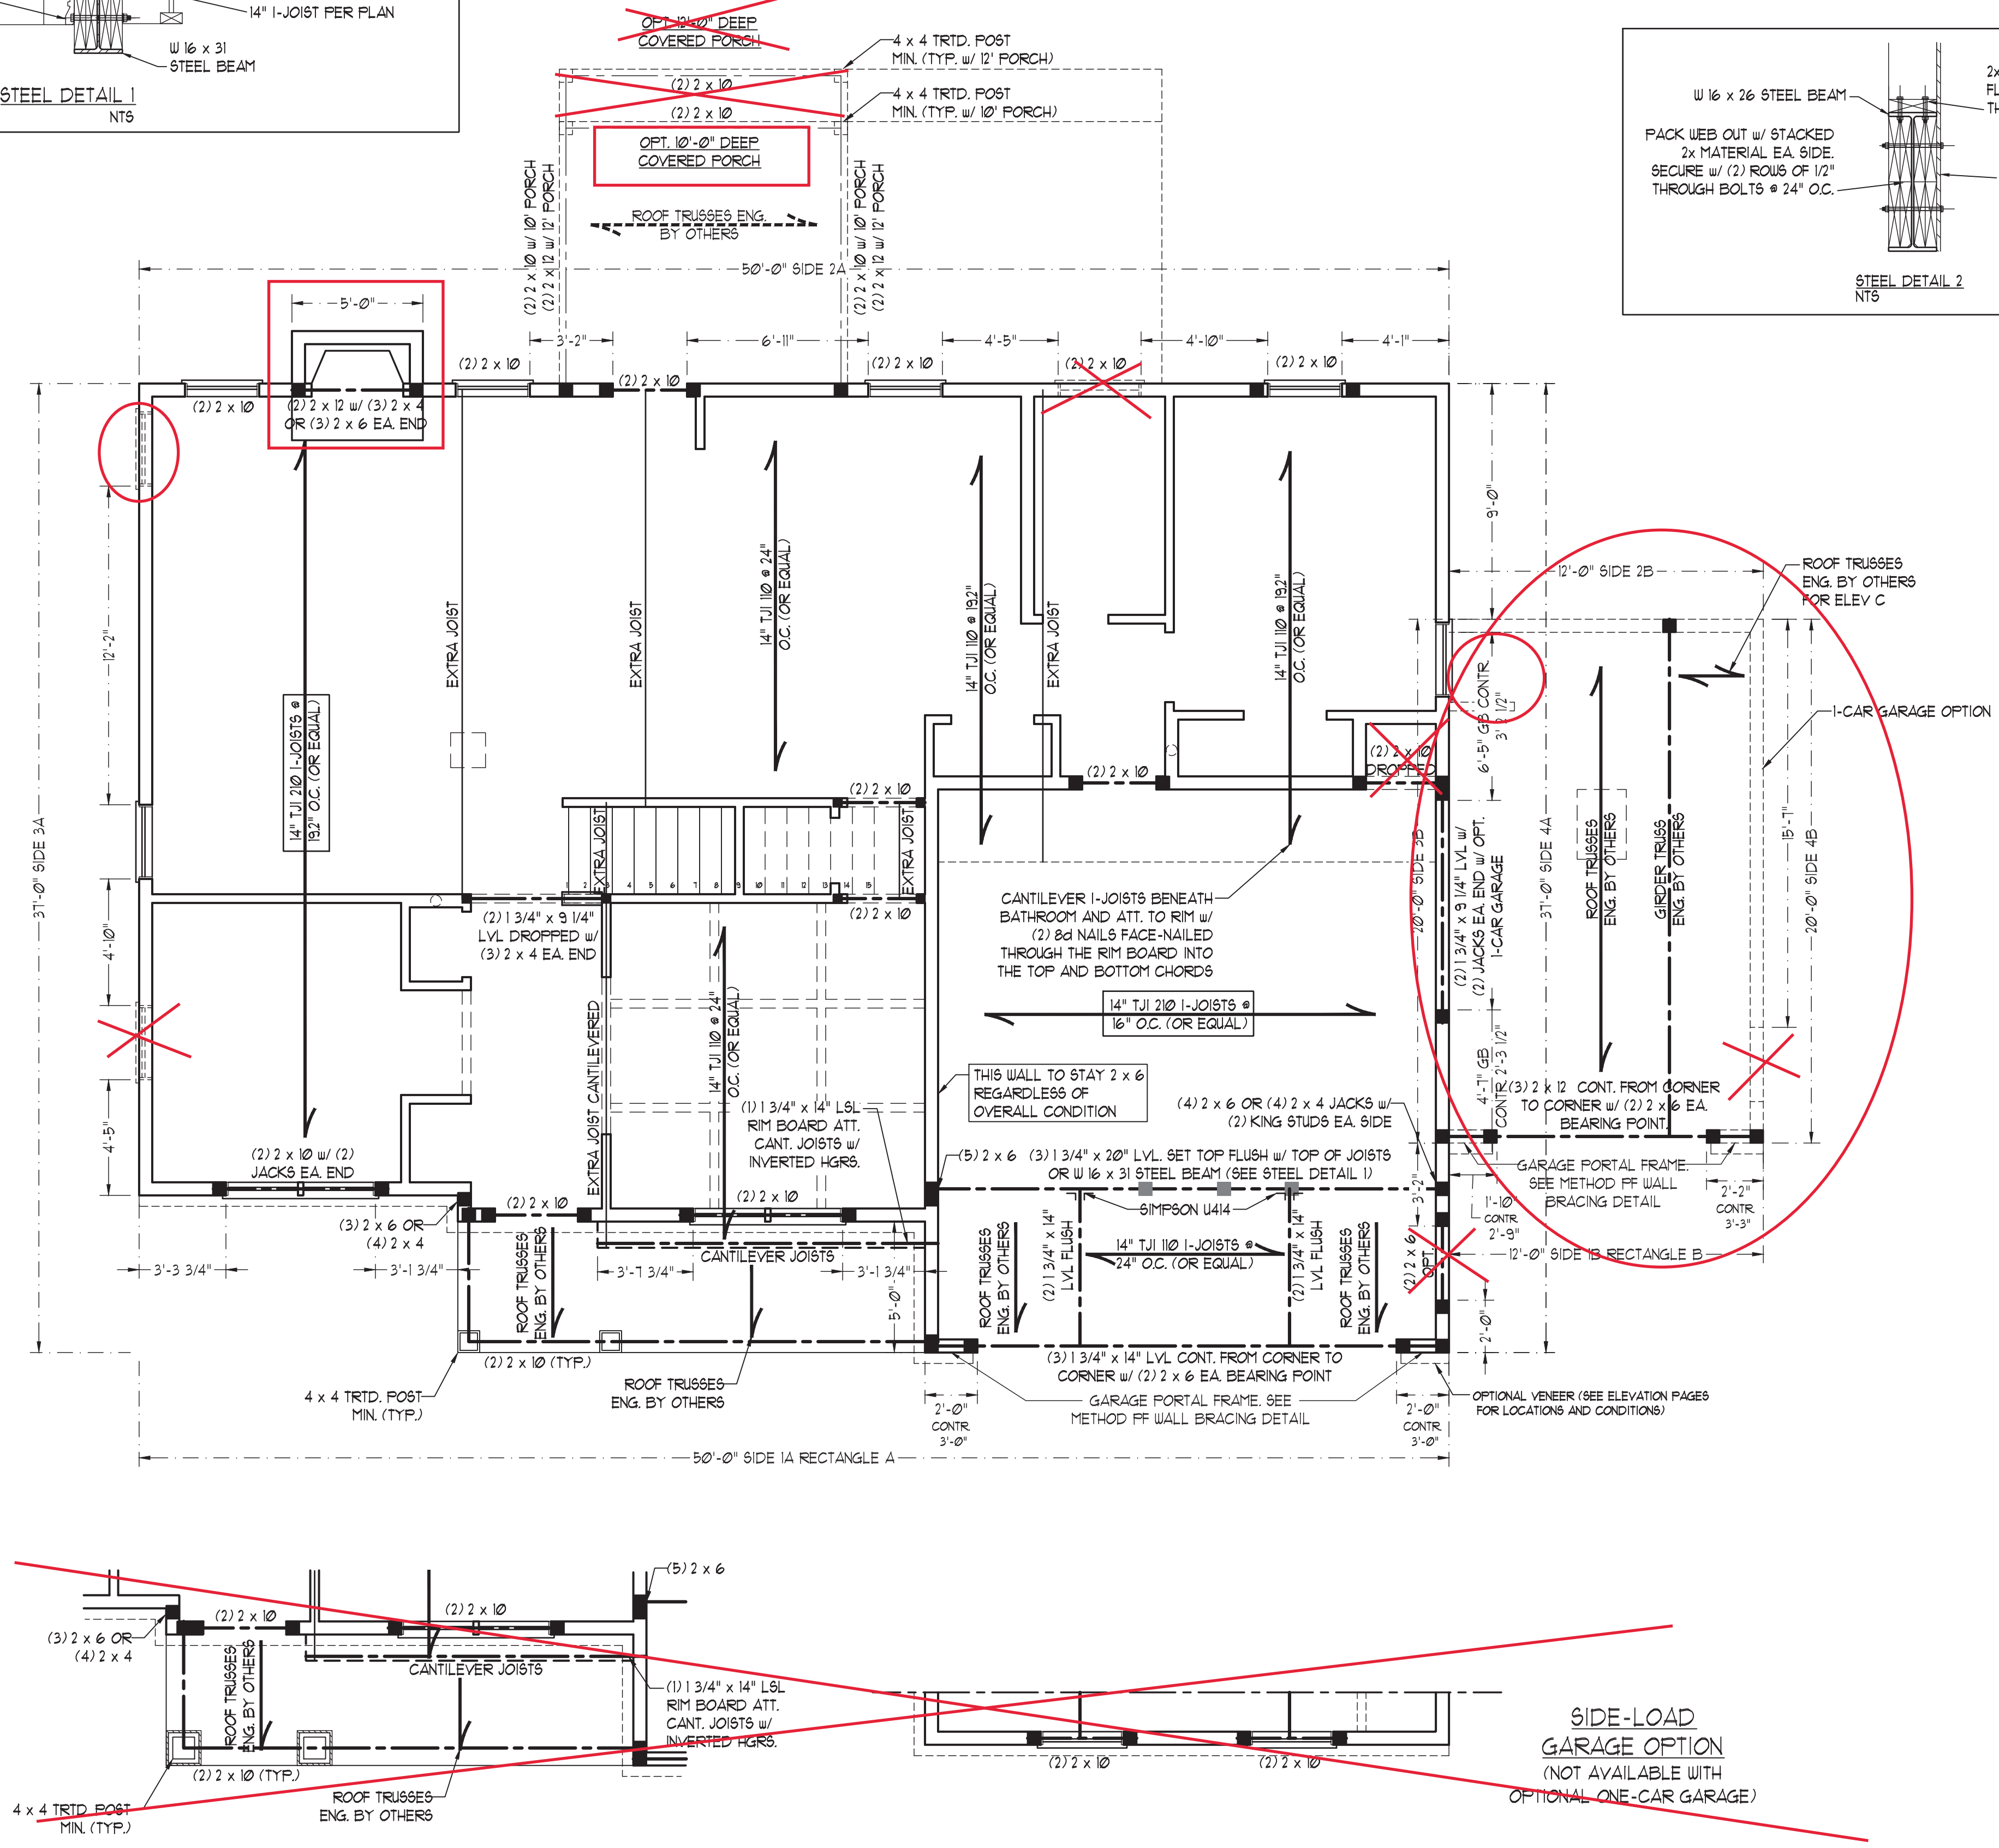 14" I-JOIST PER PLAN
W 16 x 31
STEEL BEAM
STEEL DETAIL 1
NTS
OPT. 12'-0" DEEP
COVERED PORCH
4 x 4 TRTD. POST
MIN. (TYP. w/ 12' PORCH)
(2) 2 x 10
4 x 4 TRTD. POST
MIN. (TYP. w/ 10' PORCH)
(2) 2 x 10
OPT. 10'-0" DEEP
COVERED PORCH
(2) 2 x 10 w/ 10' PORCH
(2) 2 x 12 w/ 12' PORCH
(2) 2 x 10 w/ 10' PORCH
(2) 2 x 12 w/ 12' PORCH
ROOF TRUSSES ENG.
BY OTHERS
W 16 x 26 STEEL BEAM
PACK WEB OUT w/ STACKED
2x MATERIAL EA. SIDE.
SECURE w/ (2) ROWS OF 1/2"
THROUGH BOLTS @ 24" O.C.
2x
FL
TH
STEEL DETAIL 2
NTS
50'-0" SIDE 2A
5'-0"
3'-2"
6'-11"
4'-5"
4'-10"
4'-1"
(2) 2 x 10
(2) 2 x 12 w/ (3) 2 x 4
OR (3) 2 x 6 EA. END
(2) 2 x 10
(2) 2 x 10
(2) 2 x 10
(2) 2 x 10
(2) 2 x 10
37'-0" SIDE 3A
12'-2"
4'-10"
4'-5"
14" TJI 210 I-JOISTS @
19.2" O.C. (OR EQUAL)
EXTRA JOIST
EXTRA JOIST
14" TJI 110 @ 24"
O.C. (OR EQUAL)
14" TJI 110 @ 19.2"
O.C. (OR EQUAL)
EXTRA JOIST
14" TJI 110 @ 19.2"
O.C. (OR EQUAL)
9'-0"
12'-0" SIDE 2B
ROOF TRUSSES
ENG. BY OTHERS
FOR ELEV C
1-CAR GARAGE OPTION
6'-5" GB CONTR
3'-2 1/2"
(2) 2 x 10
DROPPED
(2) 2 x 10
(2) 2 x 10
EXTRA JOIST
EXTRA JOIST
1 2 3 4 5 6 7 8 9 10 11 12 13 14 15
(2) 2 x 10
(2) 1 3/4" x 9 1/4"
LVL DROPPED w/
(3) 2 x 4 EA. END
CANTILEVER I-JOISTS BENEATH
BATHROOM AND ATT. TO RIM w/
(2) 8d NAILS FACE-NAILED
THROUGH THE RIM BOARD INTO
THE TOP AND BOTTOM CHORDS
20'-0" SIDE 3B
(2) 1 3/4" x 9 1/4" LVL w/
(2) JACKS EA. END w/ OPT.
1-CAR GARAGE
37'-0" SIDE 4A
ROOF TRUSSES
ENG. BY OTHERS
GIRDER TRUSS
ENG. BY OTHERS
15'-7"
20'-0" SIDE 4B
14" TJI 210 I-JOISTS @
16" O.C. (OR EQUAL)
EXTRA JOIST CANTILEVERED
14" TJI 110 @ 24"
O.C. (OR EQUAL)
THIS WALL TO STAY 2 x 6
REGARDLESS OF
OVERALL CONDITION
4'-7" GB
CONTR 2'-3 1/2"
(3) 2 x 12 CONT. FROM CORNER
TO CORNER w/ (2) 2 x 6 EA.
BEARING POINT.
(4) 2 x 6 OR (4) 2 x 4 JACKS w/
(2) KING STUDS EA. SIDE
(1) 1 3/4" x 14" LSL
RIM BOARD ATT.
CANT. JOISTS w/
INVERTED HGRS.
(5) 2 x 6
(3) 1 3/4" x 20" LVL. SET TOP FLUSH w/ TOP OF JOISTS
OR W 16 x 31 STEEL BEAM (SEE STEEL DETAIL 1)
(2) 2 x 10 w/ (2)
JACKS EA. END
(2) 2 x 10
(2) 2 x 10
SIMPSON U414
3'-2"
GARAGE PORTAL FRAME.
SEE METHOD PF WALL
BRACING DETAIL
1'-10"
CONTR
2'-9"
2'-2"
CONTR
3'-3"
(3) 2 x 6 OR
(4) 2 x 4
CANTILEVER JOISTS
ROOF TRUSSES
ENG. BY OTHERS
ROOF TRUSSES
ENG. BY OTHERS
(2) 1 3/4" x 14"
LVL FLUSH
14" TJI 110 I-JOISTS @
24" O.C. (OR EQUAL)
(2) 1 3/4" x 14"
LVL FLUSH
ROOF TRUSSES
ENG. BY OTHERS
(2) 2 x 6
OPT
12'-0" SIDE 1B RECTANGLE B
3'-3 3/4"
3'-1 3/4"
3'-7 3/4"
3'-1 3/4"
5'-0"
2'-0"
(2) 2 x 10 (TYP.)
4 x 4 TRTD. POST
MIN. (TYP.)
ROOF TRUSSES
ENG. BY OTHERS
(3) 1 3/4" x 14" LVL CONT. FROM CORNER TO
CORNER w/ (2) 2 x 6 EA. BEARING POINT
GARAGE PORTAL FRAME. SEE
METHOD PF WALL BRACING DETAIL
2'-0"
CONTR
3'-0"
2'-0"
CONTR
3'-0"
OPTIONAL VENEER (SEE ELEVATION PAGES
FOR LOCATIONS AND CONDITIONS)
50'-0" SIDE 1A RECTANGLE A
(5) 2 x 6
(2) 2 x 10
(2) 2 x 10
(3) 2 x 6 OR
(4) 2 x 4
ROOF TRUSSES
ENG. BY OTHERS
CANTILEVER JOISTS
(1) 1 3/4" x 14" LSL
RIM BOARD ATT.
CANT. JOISTS w/
INVERTED HGRS.
(2) 2 x 10 (TYP.)
4 x 4 TRTD POST
MIN. (TYP.)
ROOF TRUSSES
ENG. BY OTHERS
(2) 2 x 10
(2) 2 x 10
SIDE-LOAD
GARAGE OPTION
(NOT AVAILABLE WITH
OPTIONAL ONE-CAR GARAGE)